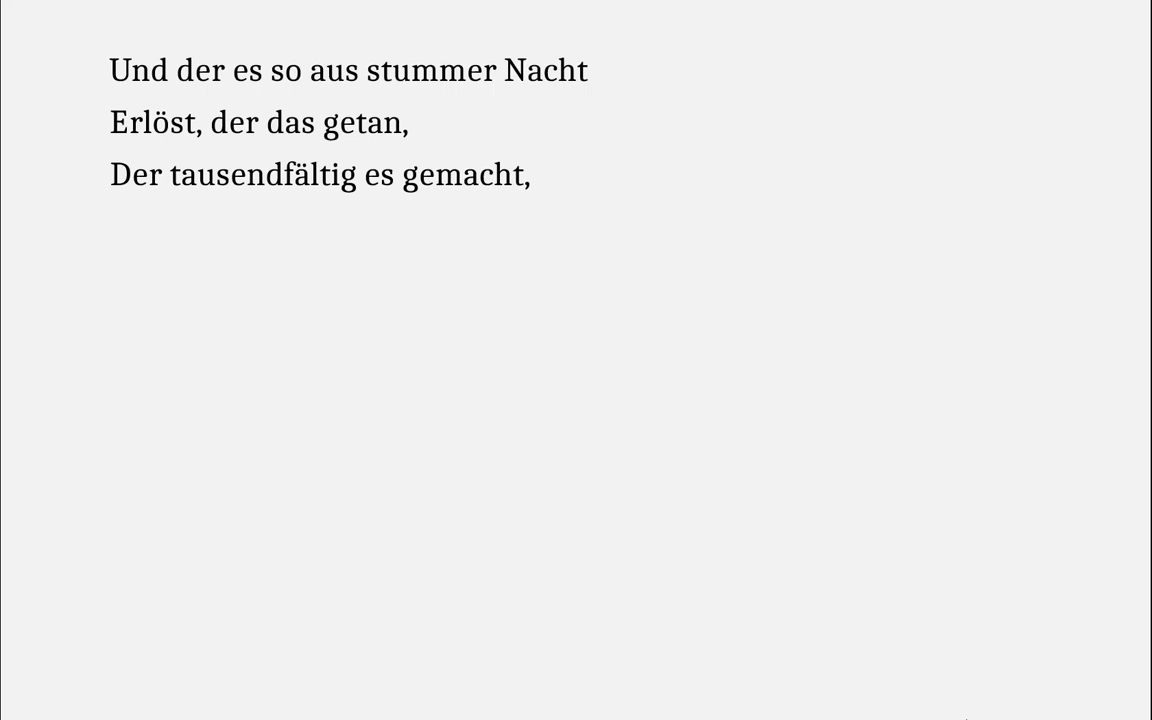 Und der es so aus stummer Nacht
Erlöst, der das getan,
Der tausendfältig es gemacht,